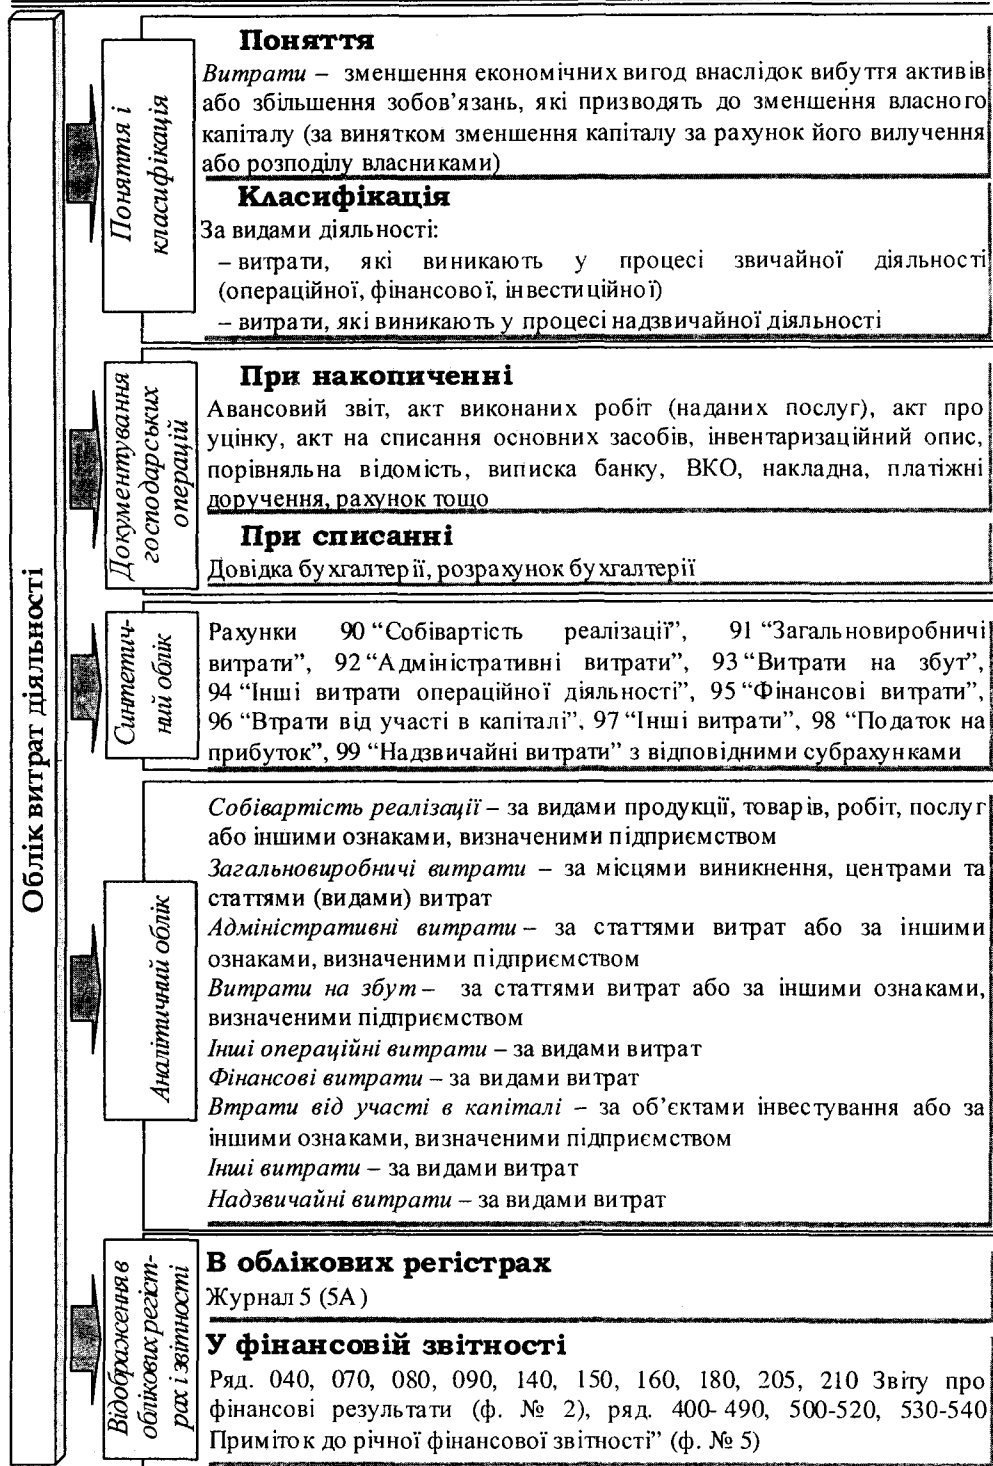 Облік витрат діяльності
Поняття і
класифікація
Поняття
Витрати – зменшення економічних вигод внаслідок вибуття активів
або збільшення зобов’язань, які призводять до зменшення власного
капіталу (за винятком зменшення капіталу за рахунок його вилучення
або розподілу власниками)
Класифікація
За видами діяльності:
– витрати, які виникають у процесі звичайної діяльності
(операційної, фінансової, інвестиційної)
– витрати, які виникають у процесі надзвичайної діяльності
Документування
господарських
операцій
При накопиченні
Авансовий звіт, акт виконаних робіт (наданих послуг), акт про
уцінку, акт на списання основних засобів, інвентаризаційний опис,
порівняльна відомість, виписка банку, ВКО, накладна, платіжні
доручення, рахунок тощо
При списанні
Довідка бухгалтерії, розрахунок бухгалтерії
Синтетич-
ний облік
Рахунки 90 “Собівартість реалізації”, 91 “Загальновиробничі
витрати”, 92 “Адміністративні витрати”, 93 “Витрати на збут”,
94 “Інші витрати операційної діяльності”, 95 “Фінансові витрати”,
96 “Втрати від участі в капіталі”, 97 “Інші витрати”, 98 “Податок на
прибуток”, 99 “Надзвичайні витрати” з відповідними субрахунками
Аналітичний облік
Собівартість реалізації – за видами продукції, товарів, робіт, послуг
або іншими ознаками, визначеними підприємством
Загальновиробничі витрати – за місцями виникнення, центрами та
статтями (видами) витрат
Адміністративні витрати – за статтями витрат або за іншими
ознаками, визначеними підприємством
Витрати на збут – за статтями витрат або за іншими ознаками,
визначеними підприємством
Інші операційні витрати – за видами витрат
Фінансові витрати – за видами витрат
Втрати від участі в капіталі – за об’єктами інвестування або за
іншими ознаками, визначеними підприємством
Інші витрати – за видами витрат
Надзвичайні витрати – за видами витрат
Відображення в
облікових регіст-
рах і звітності
В облікових регістрах
Журнал 5 (5А)
У фінансовій звітності
Ряд. 040, 070, 080, 090, 140, 150, 160, 180, 205, 210 Звіту про
фінансові результати (ф. № 2), ряд. 400-490, 500-520, 530-540
Приміток до річної фінансової звітності” (ф. № 5)